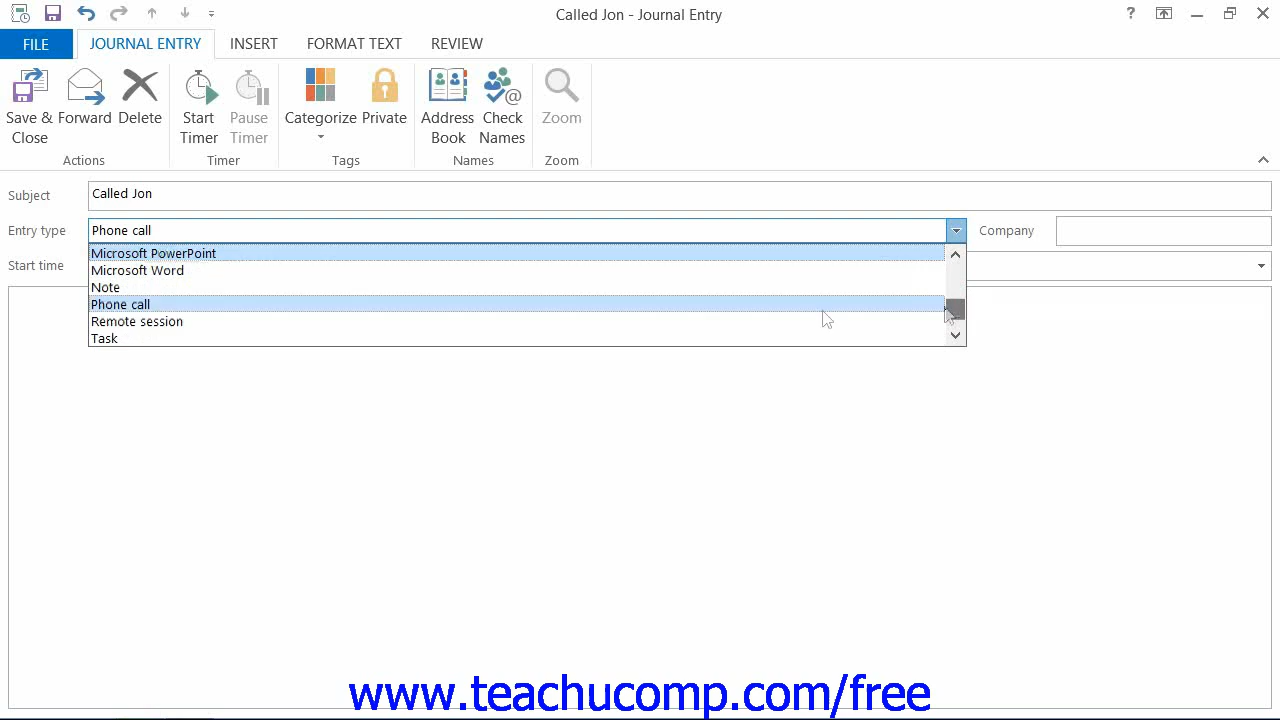 Called Jon - Journal Entry
?
FILE
JOURNAL ENTRY
INSERT
FORMAT TEXT
REVIEW
Save & Close
Forward
Delete
Start Timer
Pause Timer
Categorize
Private
Address Book
Check Names
Zoom
Actions
Timer
Tags
Names
Zoom
Subject
Called Jon
Entry type
Phone call
Company
Start time
Microsoft PowerPoint
Microsoft Word
Note
Phone call
Remote session
Task
www.teachucomp.com/free